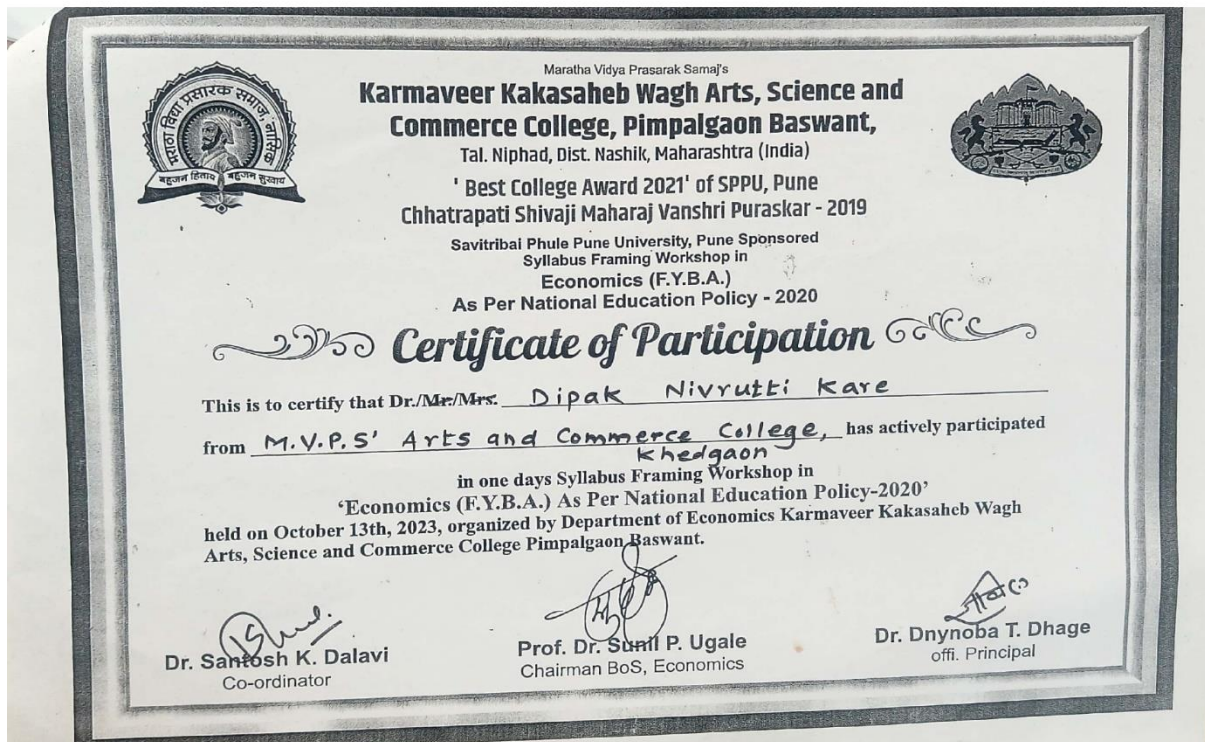 Maratha Vidya Prasarak Samaj's
Karmaveer Kakasaheb Wagh Arts, Science and
Commerce College, Pimpalgaon Baswant,
Tal. Niphad, Dist. Nashik, Maharashtra (India)
' Best College Award 2021' of SPPU, Pune
Chhatrapati Shivaji Maharaj Vanshri Puraskar - 2019
मराठा विद्या प्रसारक समाज, नाशिक
बहुजन हिताय बहुजन सुखाय
Savitribai Phule Pune University, Pune Sponsored
Syllabus Framing Workshop in
Economics (F.Y.B.A.)
As Per National Education Policy - 2020
Certificate of Participation
This is to certify that Dr./Mr./Mrs. Dipak Nivrutti Kare
from M.V.P.S' Arts and Commerce College, has actively participated
Khedgaon
in one days Syllabus Framing Workshop in
‘Economics (F.Y.B.A.) As Per National Education Policy-2020’
held on October 13th, 2023, organized by Department of Economics Karmaveer Kakasaheb Wagh
Arts, Science and Commerce College Pimpalgaon Baswant.
Dr. Santosh K. Dalavi
Co-ordinator
Prof. Dr. Sunil P. Ugale
Chairman BoS, Economics
Dr. Dnynoba T. Dhage
offi. Principal